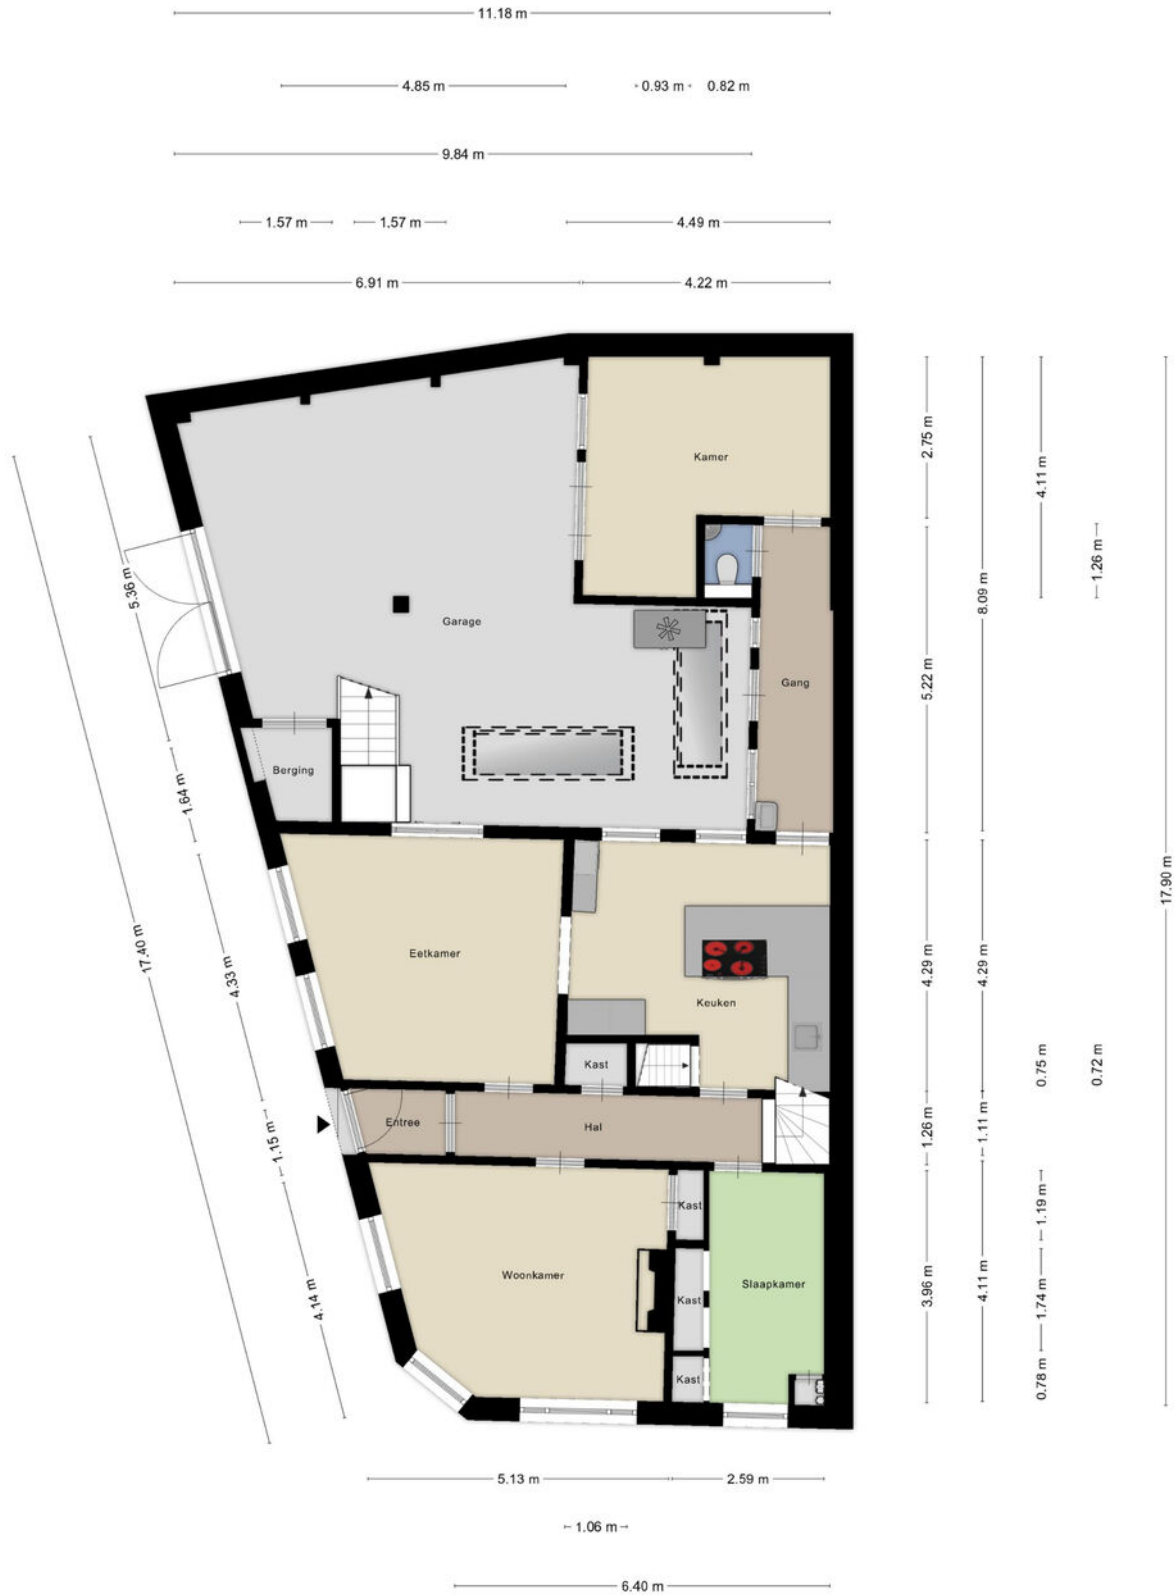 11.18 m
4.85 m
0.93 m
0.82 m
9.84 m
1.57 m
1.57 m
4.49 m
6.91 m
4.22 m
2.75 m
4.11 m
Kamer
1.26 m
5.36 m
8.09 m
Garage
5.22 m
Gang
Berging
1.64 m
17.90 m
17.40 m
4.33 m
Eetkamer
4.29 m
4.29 m
Keuken
Kast
0.75 m
0.72 m
Entree
Hal
1.15 m
1.26 m
1.11 m
Kast
1.19 m
Woonkamer
Slaapkamer
4.14 m
Kast
3.96 m
4.11 m
1.74 m
Kast
0.78 m
5.13 m
2.59 m
1.06 m
6.40 m